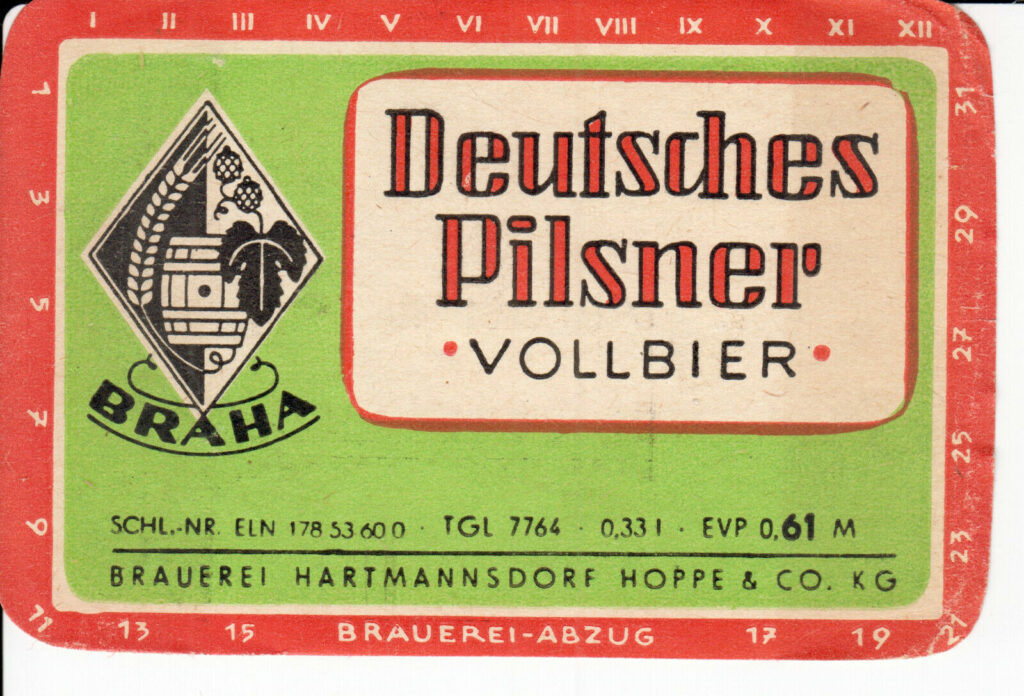 I II III IV V VI VII VIII IX X XI XII
1
3
5
7
9
11
Deutsches
Pilsner
• VOLLBIER •
BRAHA
SCHL.-NR. ELN 178 53 60 0 · TGL 7764 · 0,33 l · EVP 0,61 M
BRAUEREI HARTMANNSDORF HOPPE & CO. KG
31
29
27
25
23
21
13 15 BRAUEREI-ABZUG 17 19